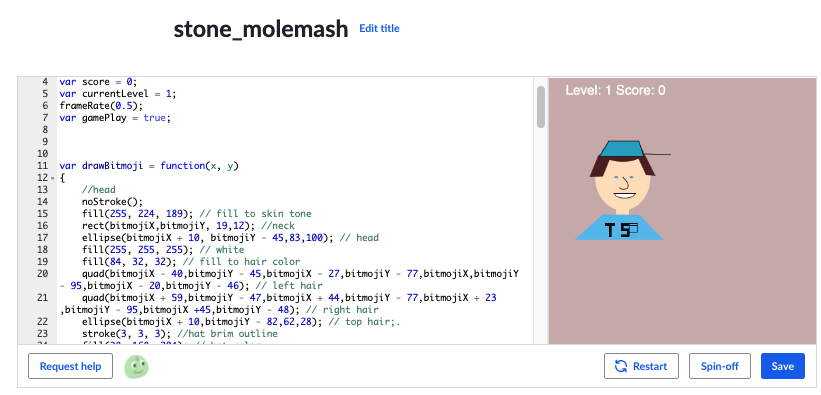 stone_molemash Edit title
4 var score = 0;
5 var currentLevel = 1;
6 frameRate(0.5);
7 var gamePlay = true;
8
9
10
11 var drawBitmoji = function(x, y)
12 {
13 //head
14 noStroke();
15 fill(255, 224, 189); // fill to skin tone
16 rect(bitmojiX,bitmojiY, 19,12); //neck
17 ellipse(bitmojiX + 10, bitmojiY - 45,83,100); // head
18 fill(255, 255, 255); // white
19 fill(84, 32, 32); // fill to hair color
20 quad(bitmojiX - 40,bitmojiY - 45,bitmojiX - 27,bitmojiY - 77,bitmojiX,bitmojiY
- 95,bitmojiX - 20,bitmojiY - 46); // left hair
21 quad(bitmojiX + 59,bitmojiY - 47,bitmojiX + 44,bitmojiY - 77,bitmojiX + 23
,bitmojiY - 95,bitmojiX +45,bitmojiY - 48); // right hair
22 ellipse(bitmojiX + 10,bitmojiY - 82,62,28); // top hair;.
23 stroke(3, 3, 3); //hat brim outline
Level: 1 Score: 0
T S
Request help
Restart
Spin-off
Save